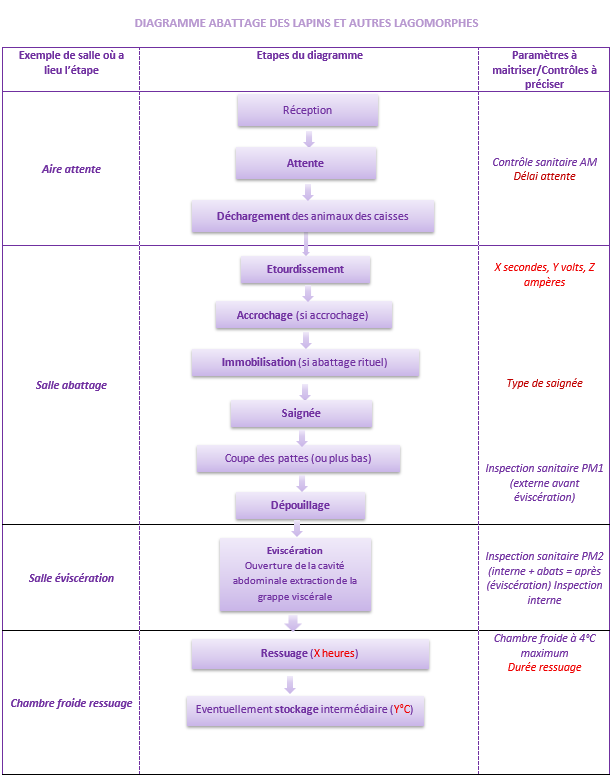 DIAGRAMME ABATTAGE DES LAPINS ET AUTRES LAGOMORPHES
Exemple de salle où a
lieu l'étape
Etapes du diagramme
Paramètres à
maitriser/Contrôles à
préciser
Réception
Attente
Déchargement des animaux des caisses
Aire attente
Contrôle sanitaire AM
Délai attente
Etourdissement
X secondes, Y volts, Z
ampères
Accrochage (si accrochage)
Immobilisation (si abattage rituel)
Salle abattage
Type de saignée
Saignée
Coupe des pattes (ou plus bas)
Inspection sanitaire PM1
(externe avant
éviscération)
Dépouillage
Salle éviscération
Eviscération
Ouverture de la cavité
abdominale extraction de la
grappe viscérale
Inspection sanitaire PM2
(interne + abats = après
(éviscération) Inspection
interne
Chambre froide ressuage
Ressuage (X heures)
Eventuellement stockage intermédiaire (Y°C)
Chambre froide à 4°C
maximum
Durée ressuage